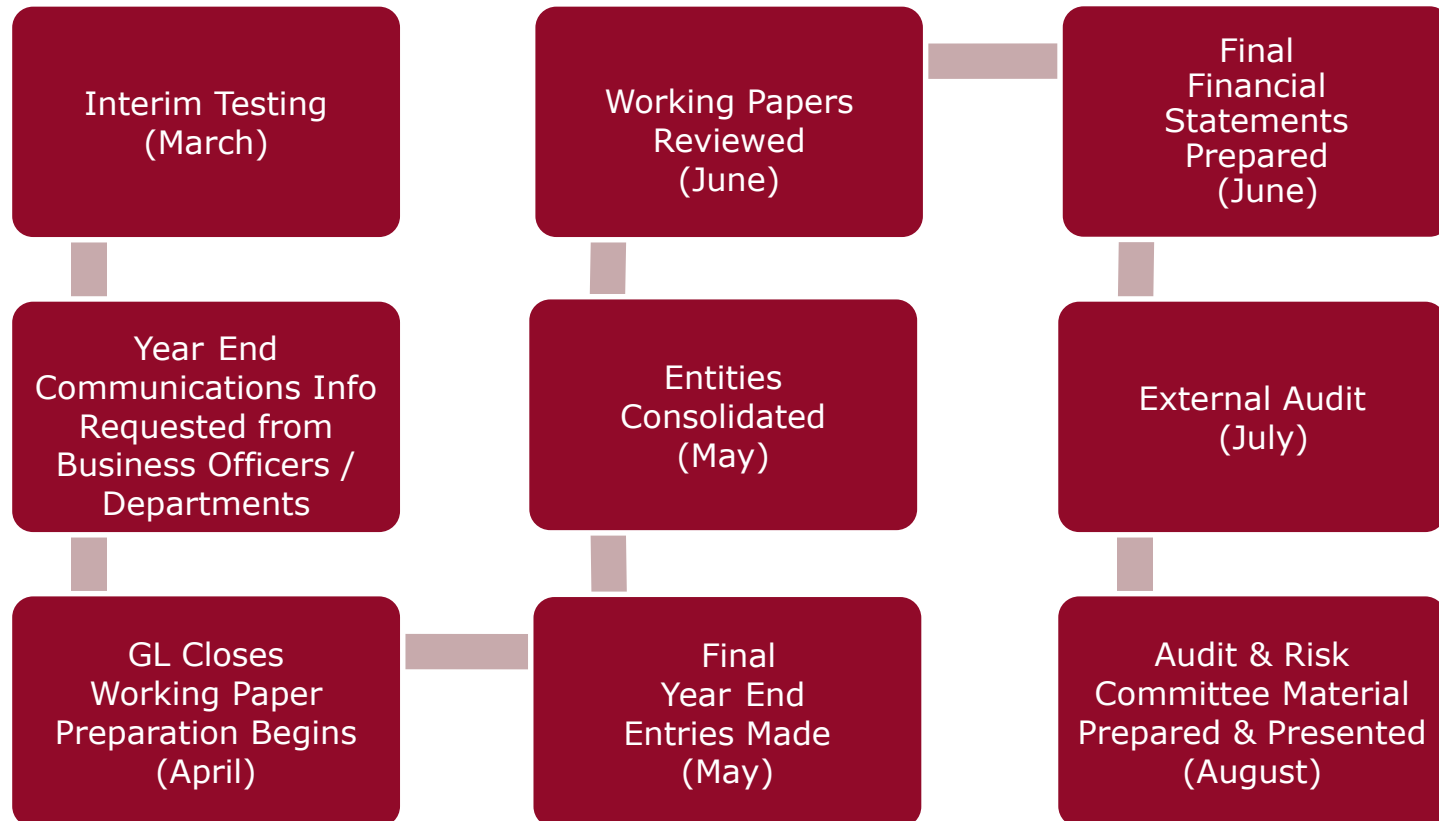 Interim Testing
(March)
Year End
Communications Info
Requested from
Business Officers /
Departments
GL Closes
Working Paper
Preparation Begins
(April)
Final
Year End
Entries Made
(May)
Entities
Consolidated
(May)
Working Papers
Reviewed
(June)
Final
Financial
Statements
Prepared
(June)
External Audit
(July)
Audit & Risk
Committee Material
Prepared & Presented
(August)